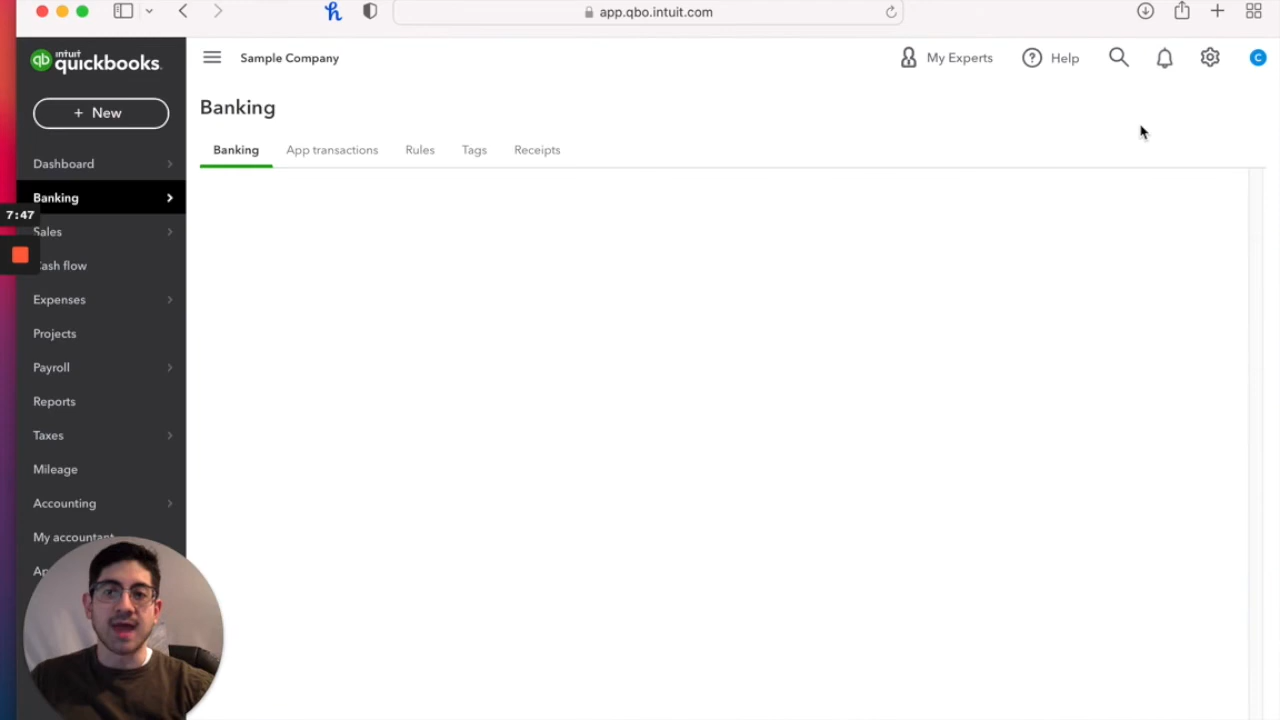 app.qbo.intuit.com
intuit
quickbooks.
Sample Company
My Experts
Help
C
+ New
Banking
Banking
App transactions
Rules
Tags
Receipts
Dashboard
Banking
7:47
Sales
Cash flow
Expenses
Projects
Payroll
Reports
Taxes
Mileage
Accounting
My accountant